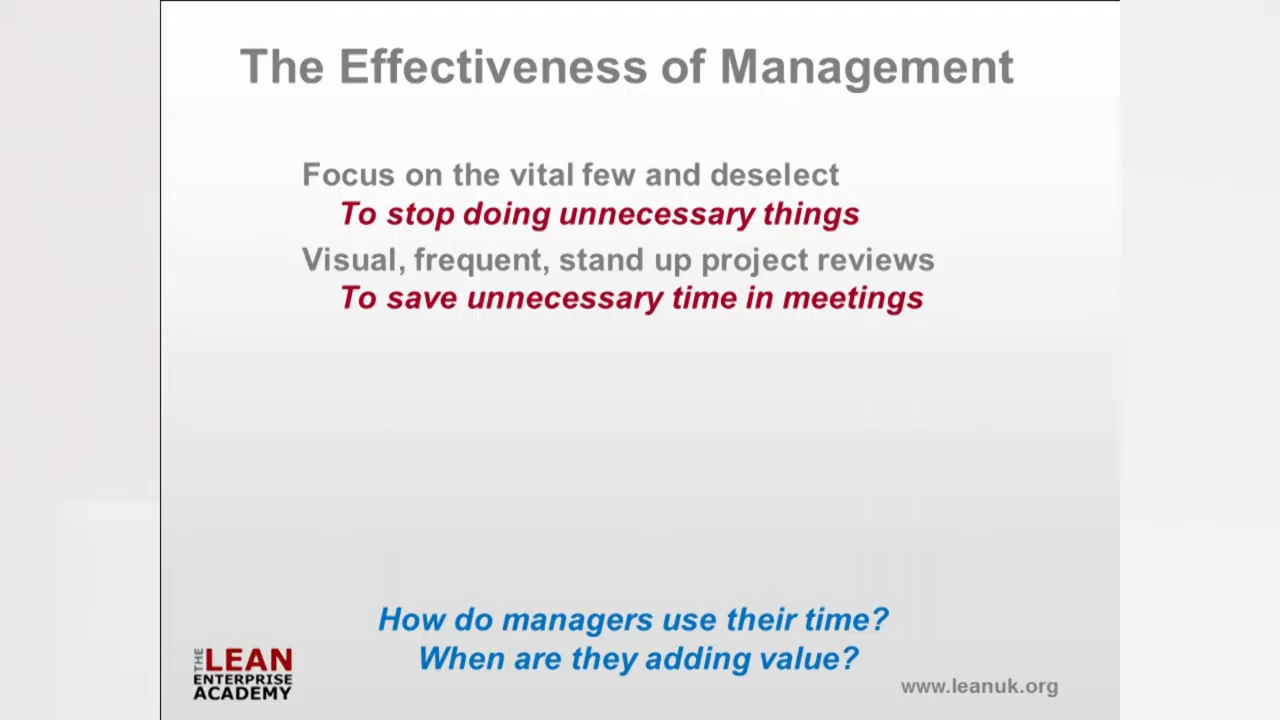 The Effectiveness of Management
Focus on the vital few and deselect
To stop doing unnecessary things
Visual, frequent, stand up project reviews
To save unnecessary time in meetings
How do managers use their time?
When are they adding value?
THE LEAN
ENTERPRISE
ACADEMY
www.leanuk.org